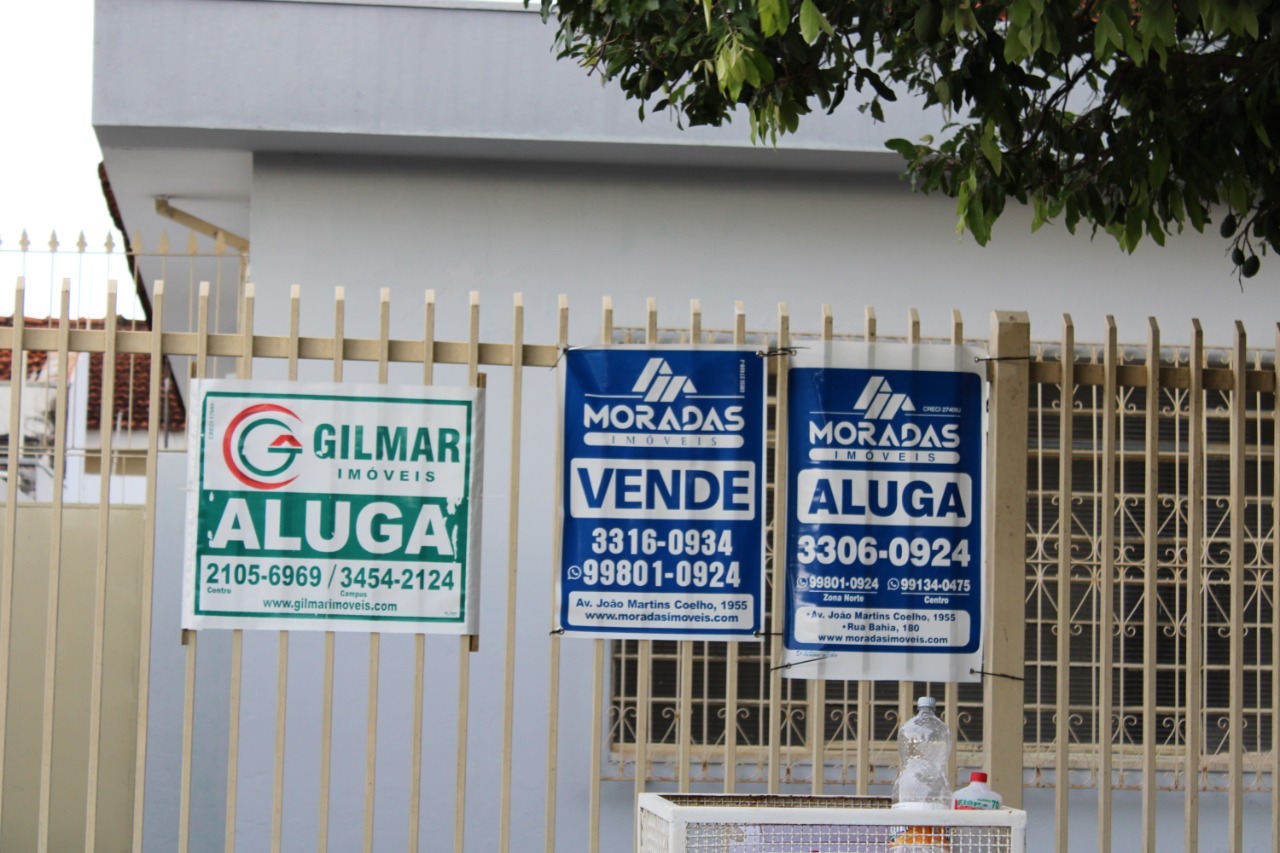 GILMAR
IMÓVEIS
ALUGA
2105-6969 / 3454-2124
Centro Campus
www.gilmarimoveis.com
MORADAS
IMÓVEIS
VENDE
3316-0934
99801-0924
Av. João Martins Coelho, 1955
www.moradasimoveis.com
CRECI 27409J
MORADAS
IMÓVEIS
ALUGA
3306-0924
99801-0924 99134-0475
Zona Norte Centro
•Av. João Martins Coelho, 1955
•Rua Bahia, 180
www.moradasimoveis.com